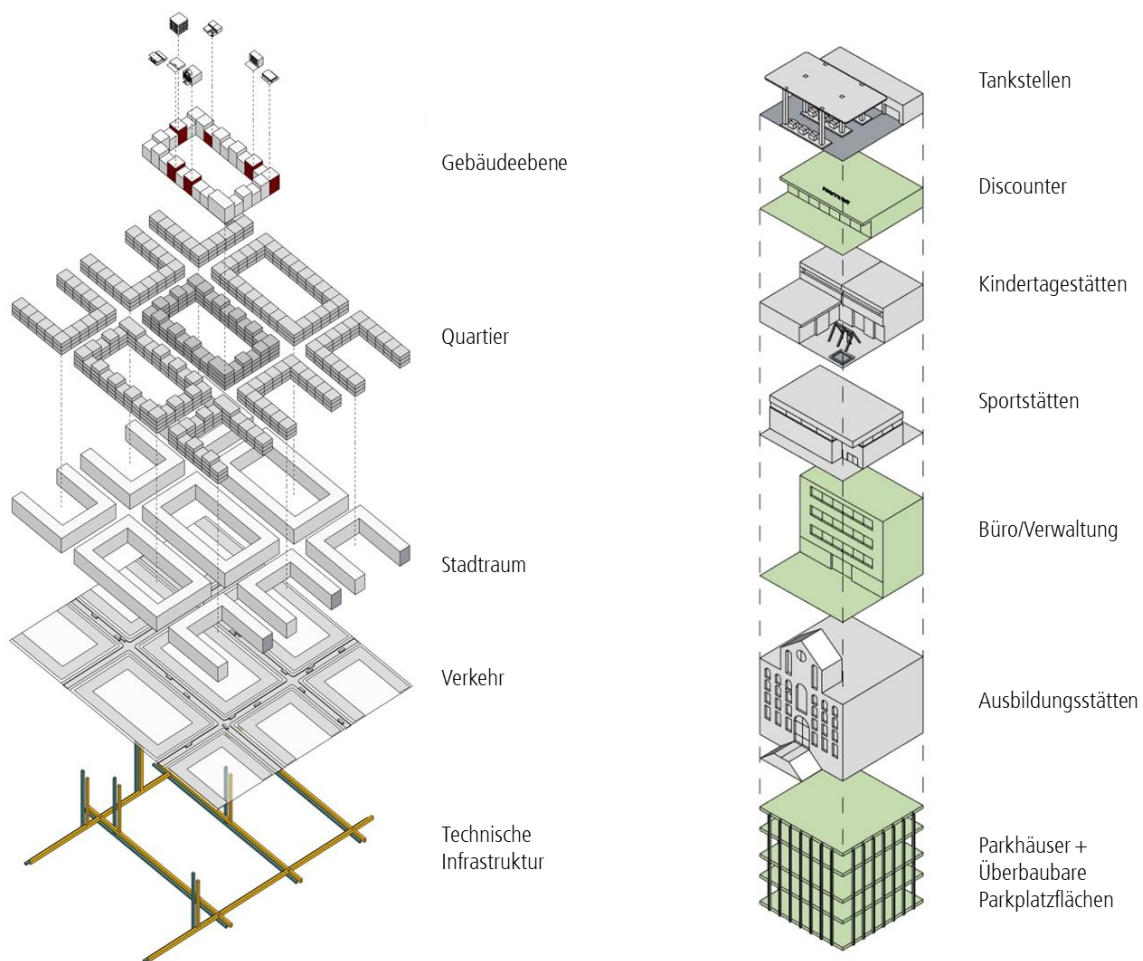 Gebäudeebene
Quartier
Stadtraum
Verkehr
Technische
Infrastruktur
Tankstellen
Discounter
Kindertagestätten
Sportstätten
Büro/Verwaltung
Ausbildungsstätten
Parkhäuser +
Überbaubare
Parkplatzflächen